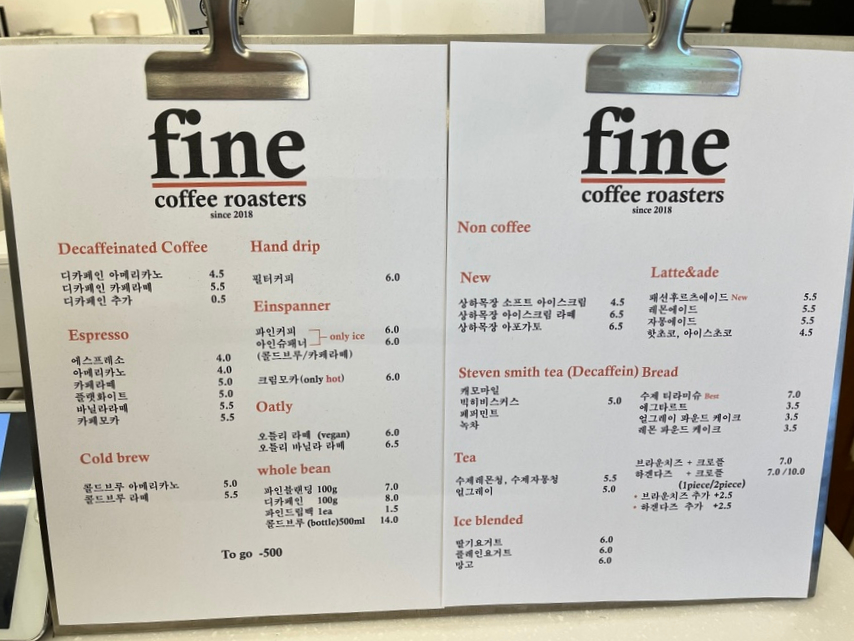 fine
coffee roasters
since 2018
Decaffeinated Coffee
디카페인 아메리카노 4.5
디카페인 카페라떼 5.5
디카페인 추가 0.5
Espresso
에스프레소 4.0
아메리카노 4.0
카페라떼 5.0
플랫화이트 5.0
바닐라라떼 5.5
카페모카 5.5
Cold brew
콜드브루 아메리카노 5.0
콜드브루 라떼 5.5
Hand drip
필터커피 6.0
Einspanner
파인커피 6.0
아인슈패너 6.0
only ice
(콜드브루/카페라떼)
크림모카(only hot) 6.0
Oatly
오틀리 라떼 (vegan) 6.0
오틀리 바닐라 라떼 6.5
whole bean
파인블랜딩 100g 7.0
디카페인 100g 8.0
파인드립백 1ea 1.5
콜드브루 (bottle)500ml 14.0
To go -500
fine
coffee roasters
since 2018
Non coffee
New
상하목장 소프트 아이스크림 4.5
상하목장 아이스크림 라떼 6.5
상하목장 아포가토 6.5
Latte&ade
패션후르츠에이드 New 5.5
레몬에이드 5.5
자몽에이드 5.5
핫초코, 아이스초코 4.5
Steven smith tea (Decaffein)
캐모마일
빅히비스커스 5.0
페퍼민트
녹차
Tea
수제레몬청, 수제자몽청 5.5
얼그레이 5.0
Ice blended
딸기요거트 6.0
플레인요거트 6.0
망고 6.0
Bread
수제 티라미슈 Best 7.0
에그타르트 3.5
얼그레이 파운드 케이크 3.5
레몬 파운드 케이크 3.5
브라운치즈 + 크로플 7.0
하겐다즈 + 크로플 7.0 /10.0
(1piece/2piece)
* 브라운치즈 추가 +2.5
* 하겐다즈 추가 +2.5